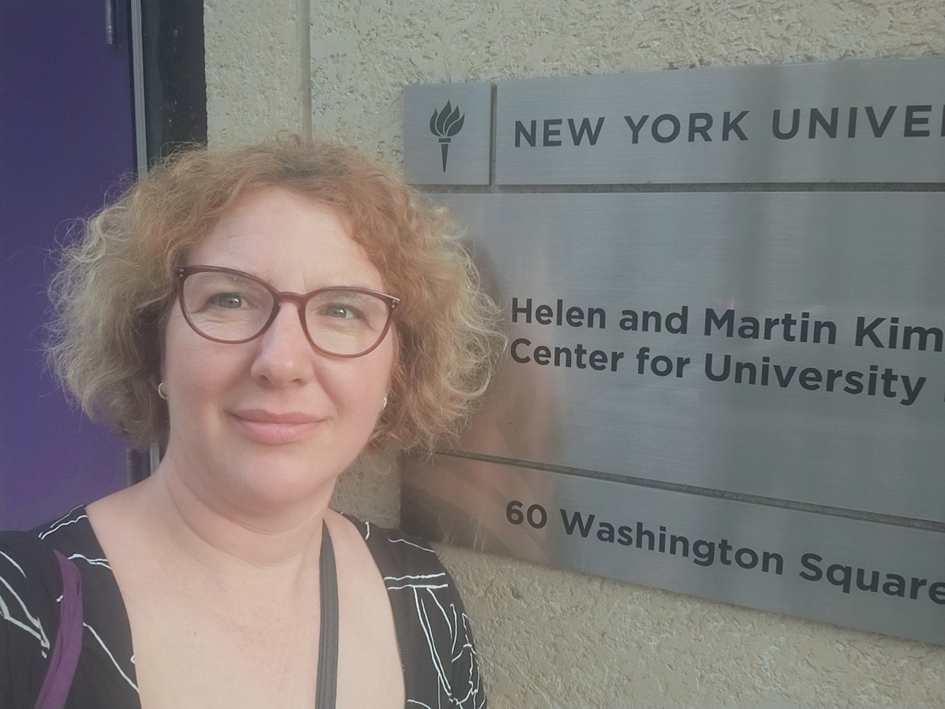 NEW YORK UNIVE
Helen and Martin Kim
Center for University
60 Washington Square